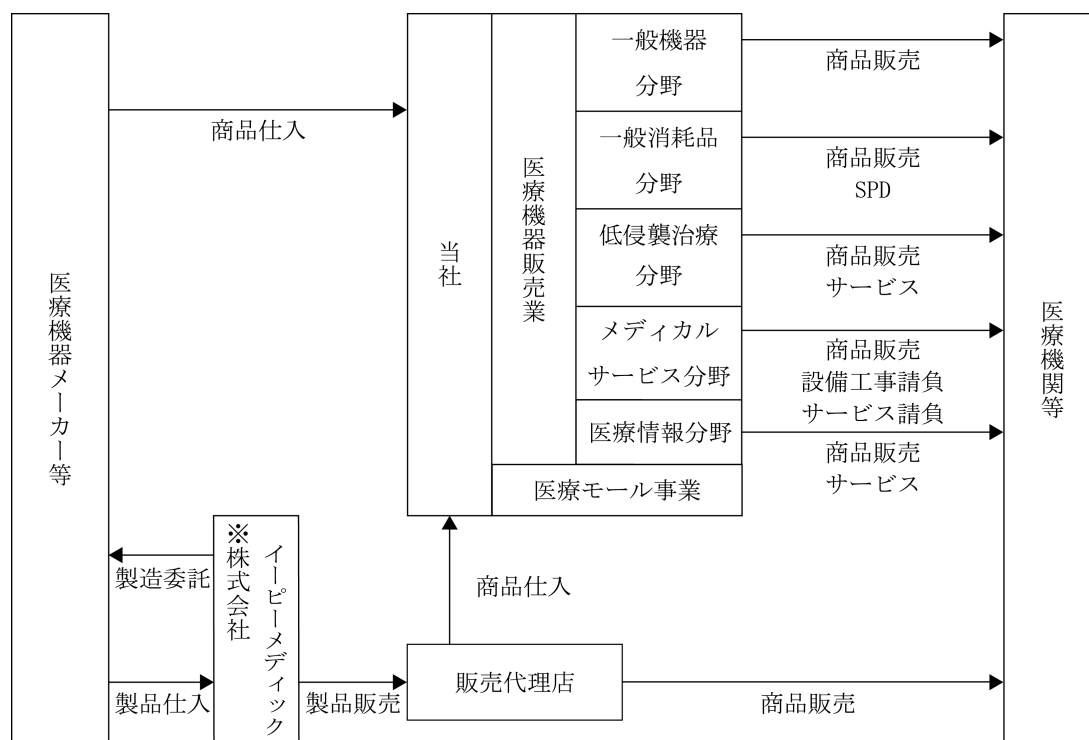 医療機器メーカー等
商品仕入
当社
医療機器販売業
一般機器
分野
一般消耗品
分野
低侵襲治療
分野
メディカル
サービス分野
医療情報分野
医療モール事業
商品販売
商品販売
SPD
商品販売
サービス
商品販売
設備工事請負
サービス請負
商品販売
サービス
医療機関等
製造委託
製品仕入
※株式会社
イーピーメディック
製品販売
商品仕入
販売代理店
商品販売